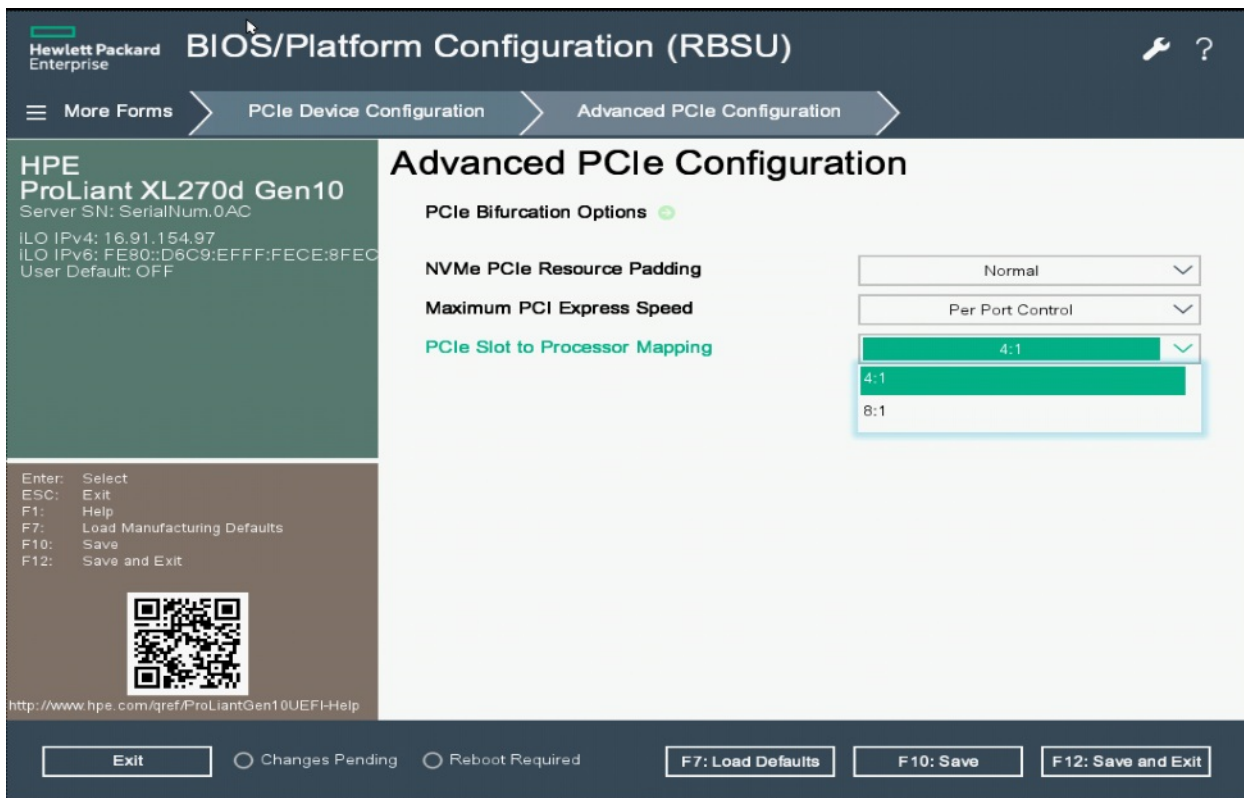 Hewlett Packard
Enterprise
BIOS/Platform Configuration (RBSU)
?
More Forms
PCIe Device Configuration
Advanced PCIe Configuration
HPE
ProLiant XL270d Gen10
Server SN: SerialNum.0AC
iLO IPv4: 16.91.154.97
iLO IPv6: FE80::D6C9:EFFF:FECE:8FEC
User Default: OFF
Advanced PCIe Configuration
PCIe Bifurcation Options
NVMe PCIe Resource Padding
Normal
Maximum PCI Express Speed
Per Port Control
PCIe Slot to Processor Mapping
4:1
4:1
8:1
Enter: Select
ESC: Exit
F1: Help
F7: Load Manufacturing Defaults
F10: Save
F12: Save and Exit
http://www.hpe.com/qref/ProLiantGen10UEFI-Help
Exit
Changes Pending
Reboot Required
F7: Load Defaults
F10: Save
F12: Save and Exit